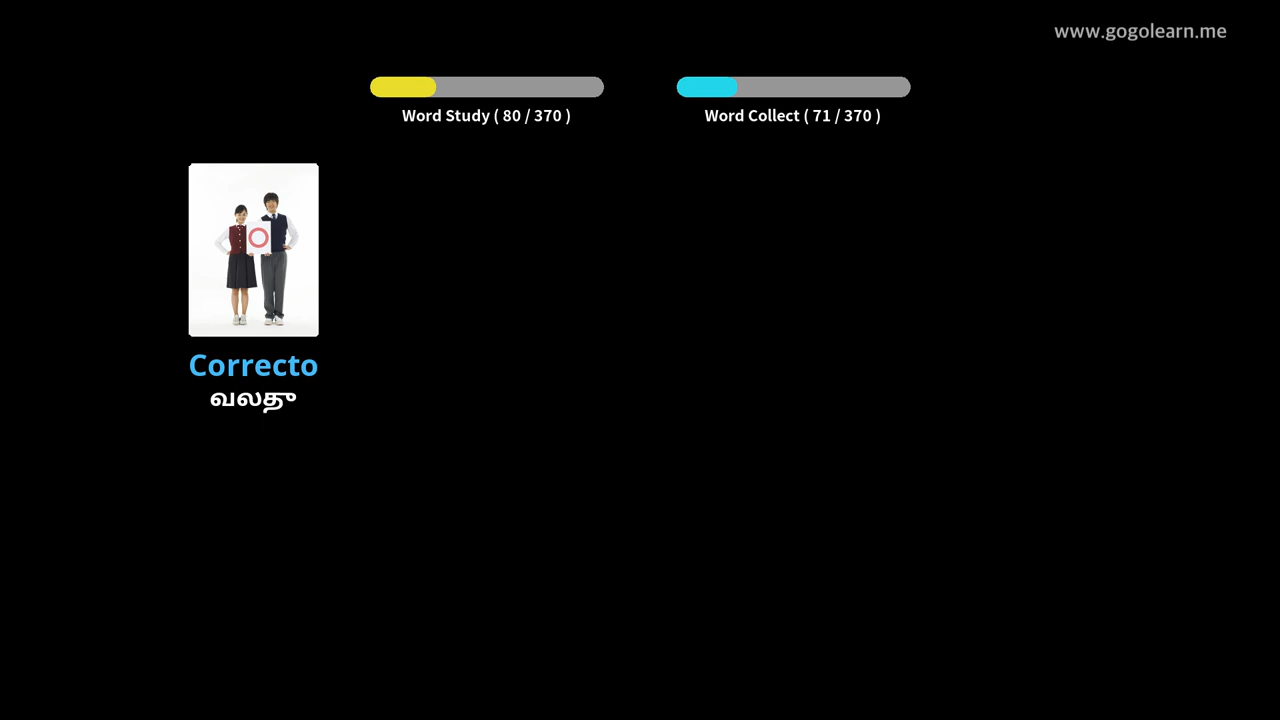 www.gogolearn.me
Word Study ( 80 / 370 )
Word Collect ( 71 / 370 )
Correcto
வலது